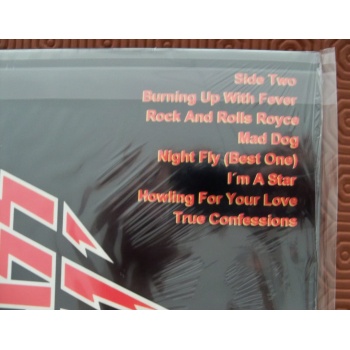 Side Two
Burning Up With Fever
Rock And Rolls Royce
Mad Dog
Night Fly (Best One)
I´m A Star
Howling For Your Love
True Confessions